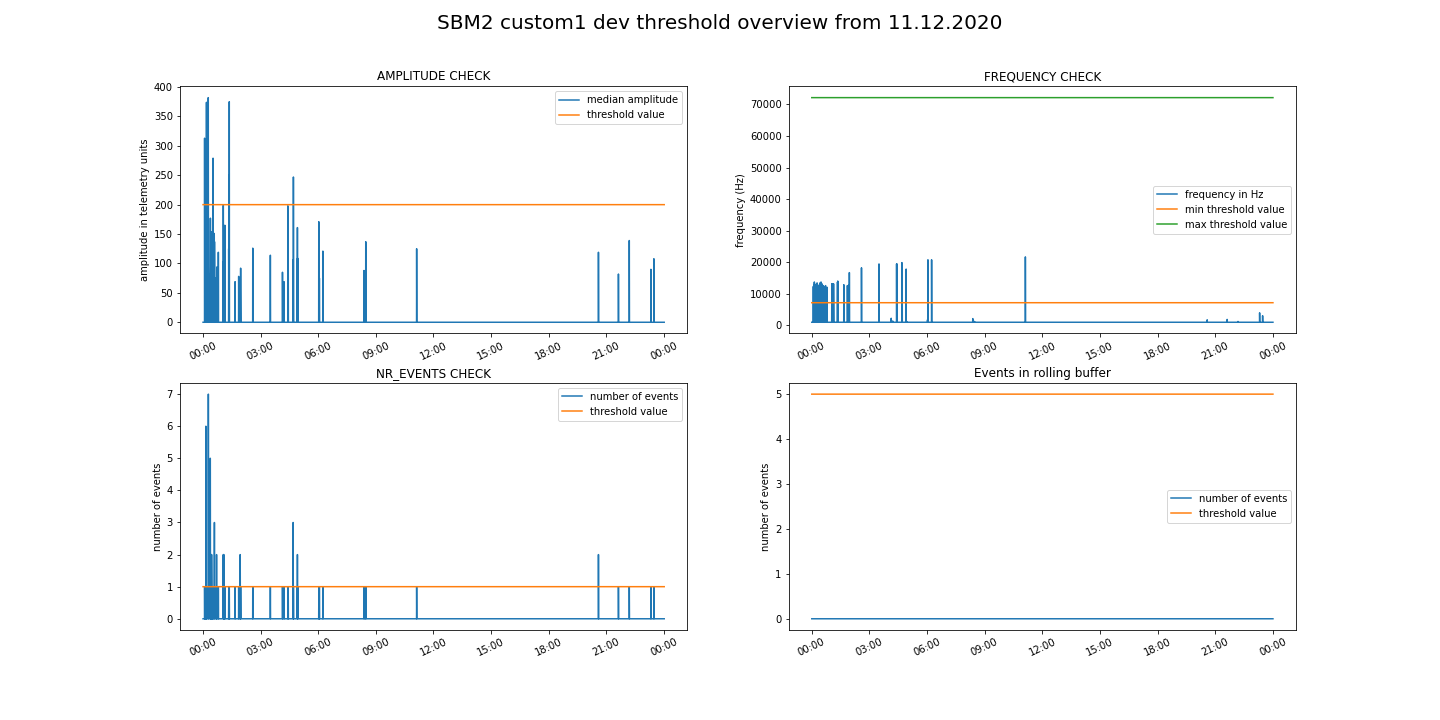 SBM2 custom1 dev threshold overview from 11.12.2020
AMPLITUDE CHECK
amplitude in telemetry units
400
350
300
250
200
150
100
50
0
median amplitude
threshold value
00:00 03:00 06:00 09:00 12:00 15:00 18:00 21:00 00:00
FREQUENCY CHECK
frequency (Hz)
70000
60000
50000
40000
30000
20000
10000
0
frequency in Hz
min threshold value
max threshold value
00:00 03:00 06:00 09:00 12:00 15:00 18:00 21:00 00:00
NR_EVENTS CHECK
number of events
7
6
5
4
3
2
1
0
number of events
threshold value
00:00 03:00 06:00 09:00 12:00 15:00 18:00 21:00 00:00
Events in rolling buffer
number of events
5
4
3
2
1
0
number of events
threshold value
00:00 03:00 06:00 09:00 12:00 15:00 18:00 21:00 00:00